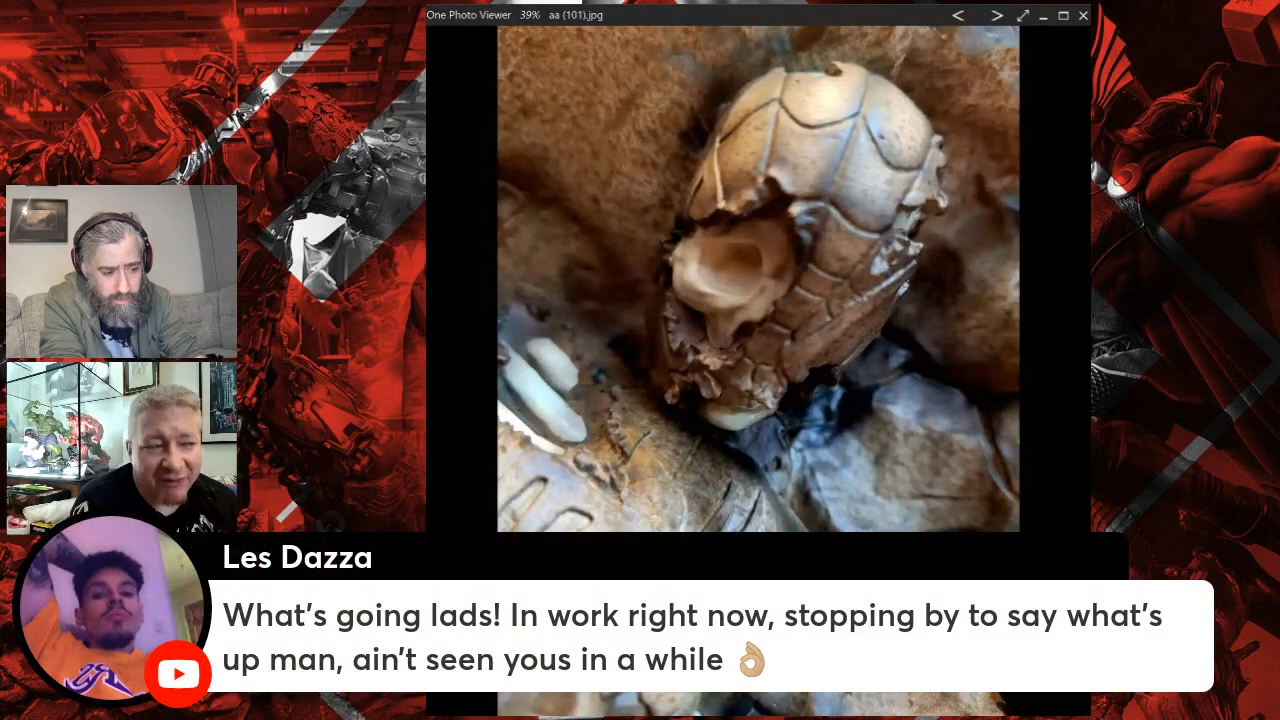 One Photo Viewer 39% aa (101).jpg
Les Dazza
What's going lads! In work right now, stopping by to say what's
up man, ain't seen yous in a while 👌🏼